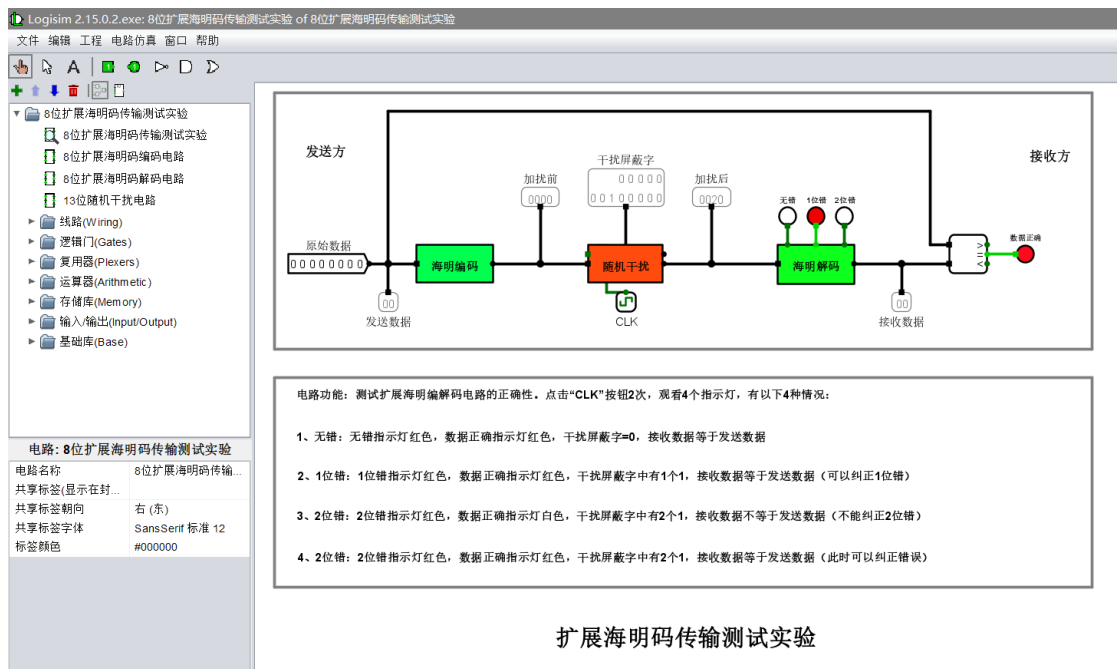 Logisim 2.15.0.2.exe: 8位扩展海明码传输测试实验 of 8位扩展海明码传输测试实验
文件 编辑 工程 电路仿真 窗口 帮助
8位扩展海明码传输测试实验
8位扩展海明码传输测试实验
8位扩展海明码编码电路
8位扩展海明码解码电路
13位随机干扰电路
线路(Wiring)
逻辑门(Gates)
复用器(Plexers)
运算器(Arithmetic)
存储库(Memory)
输入/输出(Input/Output)
基础库(Base)
电路: 8位扩展海明码传输测试实验
电路名称 8位扩展海明码传输...
共享标签(显示在封...
共享标签朝向 右 (东)
共享标签字体 SansSerif 标准 12
标签颜色 #000000
发送方
接收方
干扰屏蔽字
00000
00100000
加扰前
0000
加扰后
0020
无错 1位错 2位错
原始数据
00000000
海明编码
随机干扰
海明解码
>
=
<
数据正确
00
发送数据
CLK
00
接收数据
电路功能：测试扩展海明编解码电路的正确性。点击“CLK”按钮2次，观看4个指示灯，有以下4种情况：
1、无错：无错指示灯红色，数据正确指示灯红色，干扰屏蔽字=0，接收数据等于发送数据
2、1位错：1位错指示灯红色，数据正确指示灯红色，干扰屏蔽字中有1个1，接收数据等于发送数据（可以纠正1位错）
3、2位错：2位错指示灯红色，数据正确指示灯白色，干扰屏蔽字中有2个1，接收数据不等于发送数据（不能纠正2位错）
4、2位错：2位错指示灯红色，数据正确指示灯红色，干扰屏蔽字中有2个1，接收数据等于发送数据（此时可以纠正错误）
扩展海明码传输测试实验